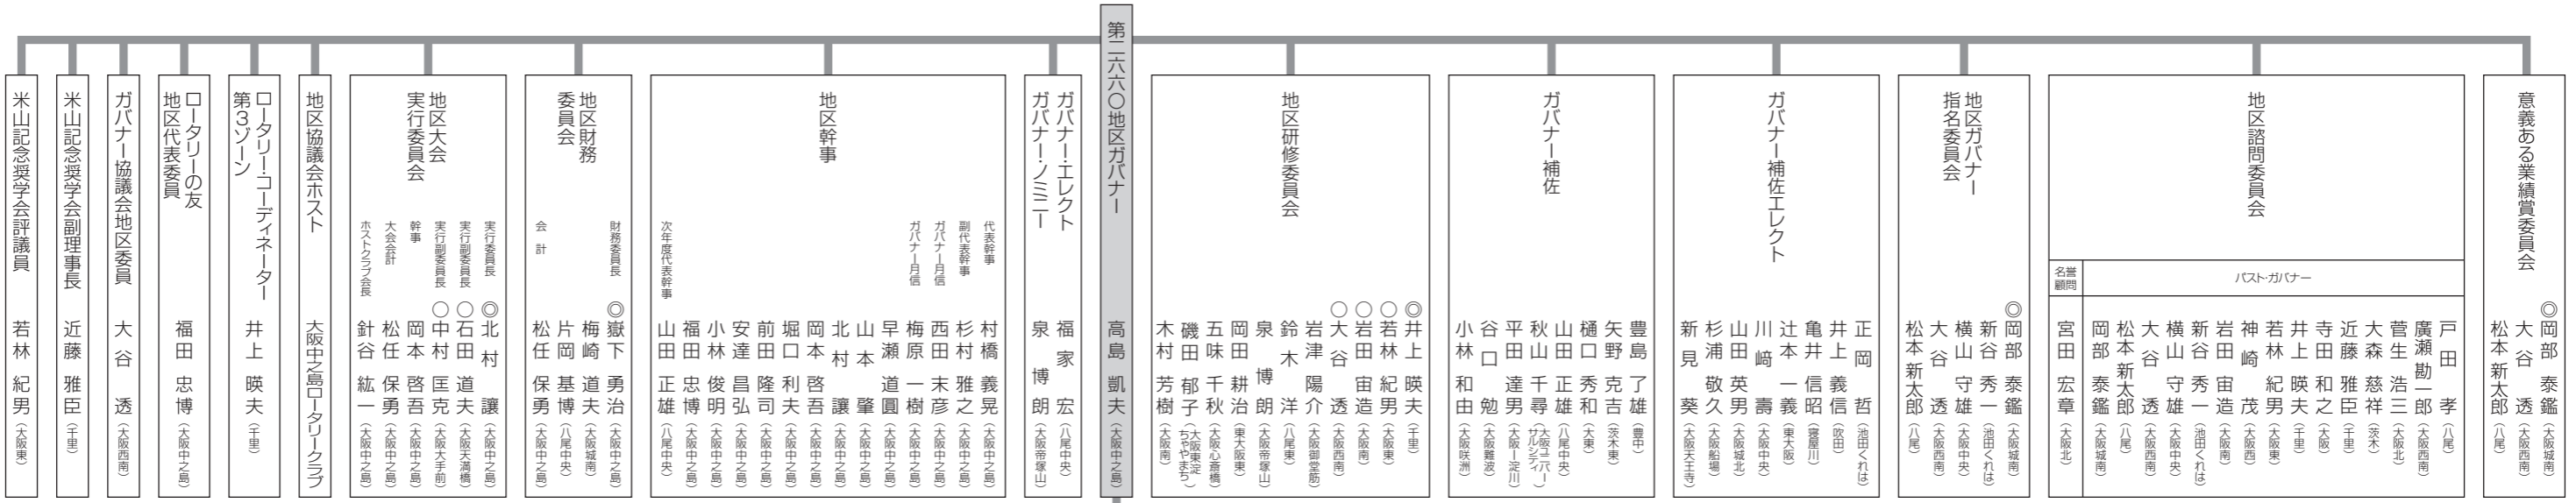 意義ある業績賞委員会
◎岡部 泰鑑(大阪城南)
大谷 透(大阪西南)
松本 新太郎(八尾)
地区諮問委員会
パスト・ガバナー
戸田 孝(八尾)
廣瀬 勘一郎(大阪西南)
菅生 浩三(大阪北)
大森 慈祥(茨木)
近藤 雅臣(千里)
寺田 和之(大阪)
井上 暎夫(千里)
若林 紀男(大阪東)
神崎 茂(大阪西)
岩田 宙造(大阪南)
新谷 秀一(池田くれは)
横山 守雄(大阪中央)
大谷 透(大阪西南)
松本 新太郎(八尾)
岡部 泰鑑(大阪城南)
名誉顧問
宮田 宏章(大阪北)
地区ガバナー
指名委員会
◎岡部 泰鑑(大阪城南)
新谷 秀一(池田くれは)
横山 守雄(大阪中央)
大谷 透(大阪西南)
松本 新太郎(八尾)
ガバナー補佐エレクト
正岡 哲(池田くれは)
井上 義信(吹田)
亀井 信昭(寝屋川)
辻本 一義(東大阪)
川﨑 壽(大阪中央)
山田 英男(大阪城北)
杉浦 敬久(大阪船場)
新見 葵(大阪天王寺)
ガバナー補佐
豊島 了雄(豊中)
矢野 克吉(茨木東)
樋口 秀和(大東)
山田 正雄(八尾中央)
秋山 千尋(大阪ユニバーサルシティ)
平田 達男(大阪ー淀川)
谷口 勉(大阪難波)
小林 和由(大阪咲洲)
地区研修委員会
◎井上 暎夫(千里)
○若林 紀男(大阪東)
○岩田 宙造(大阪南)
○大谷 透(大阪西南)
岩津 陽介(大阪御堂筋)
鈴木 洋(八尾東)
泉 博朗(大阪帝塚山)
岡田 耕治(東大阪東)
五味 千秋(大阪心斎橋)
磯田 郁子(大阪東淀ちゃやまち)
木村 芳樹(大阪南)
第二六六〇地区ガバナー
高島 凱夫(大阪中之島)
ガバナー・エレクト 福家 宏(八尾中央)
ガバナー・ノミニー 泉 博朗(大阪帝塚山)
地区幹事
代表幹事 村橋 義晃(大阪中之島)
副代表幹事 杉村 雅之(大阪中之島)
ガバナー月信 西田 末彦(大阪中之島)
ガバナー月信 梅原 一樹(大阪中之島)
早瀬 道圓(大阪中之島)
山本 肇(大阪中之島)
北村 讓(大阪中之島)
岡本 啓吾(大阪中之島)
堀口 利夫(大阪中之島)
前田 隆司(大阪中之島)
安達 昌弘(大阪中之島)
小林 俊明(大阪中之島)
福田 忠博(大阪中之島)
次年度代表幹事 山田 正雄(八尾中央)
地区財務
委員会
財務委員長 ◎嶽下 勇治(大阪中之島)
梅崎 道夫(大阪城南)
片岡 基博(八尾中央)
会計 松任 保勇(大阪中之島)
地区大会
実行委員会
実行委員長 ◎北村 讓(大阪中之島)
実行副委員長 ○石田 道夫(大阪天満橋)
実行副委員長 ○中村 匡克(大阪大手前)
幹事 岡本 啓吾(大阪中之島)
大会会計 松任 保勇(大阪中之島)
ホストクラブ会長 針谷 紘一(大阪中之島)
地区協議会ホスト 大阪中之島ロータリークラブ
ロータリー・コーディネーター
第3ゾーン
井上 暎夫(千里)
ロータリーの友
地区代表委員
福田 忠博(大阪中之島)
ガバナー協議会地区委員 大谷 透(大阪西南)
米山記念奨学会副理事長 近藤 雅臣(千里)
米山記念奨学会評議員 若林 紀男(大阪東)